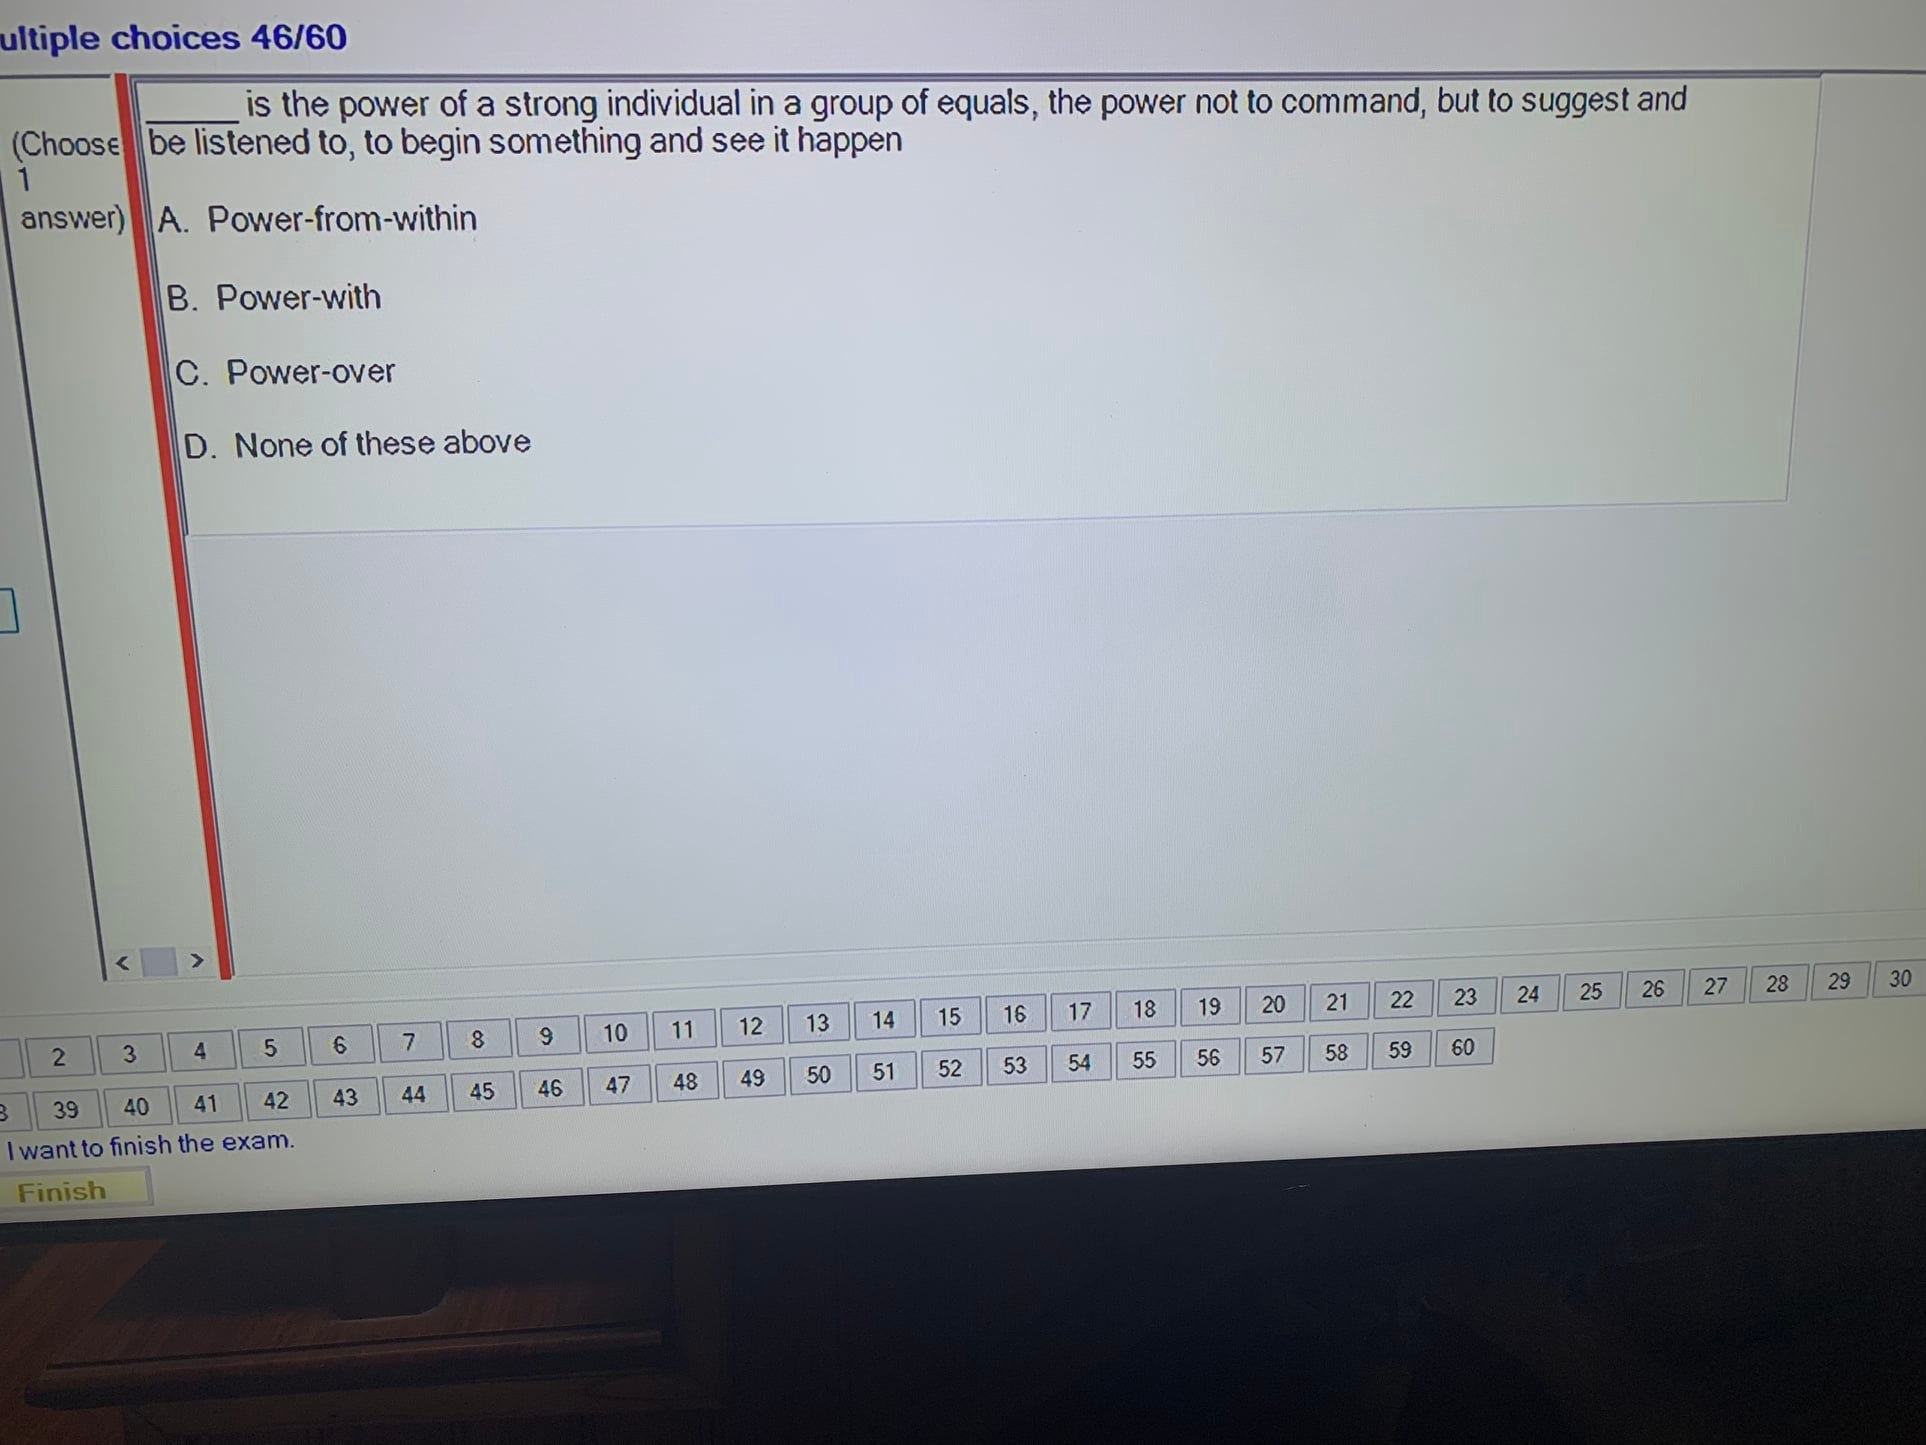 ultiple choices 46/60
(Choose
1
answer)
_____ is the power of a strong individual in a group of equals, the power not to command, but to suggest and
be listened to, to begin something and see it happen
A. Power-from-within
B. Power-with
C. Power-over
D. None of these above
< >
2 3 4 5 6 7 8 9 10 11 12 13 14 15 16 17 18 19 20 21 22 23 24 25 26 27 28 29 30
39 40 41 42 43 44 45 46 47 48 49 50 51 52 53 54 55 56 57 58 59 60
I want to finish the exam.
Finish